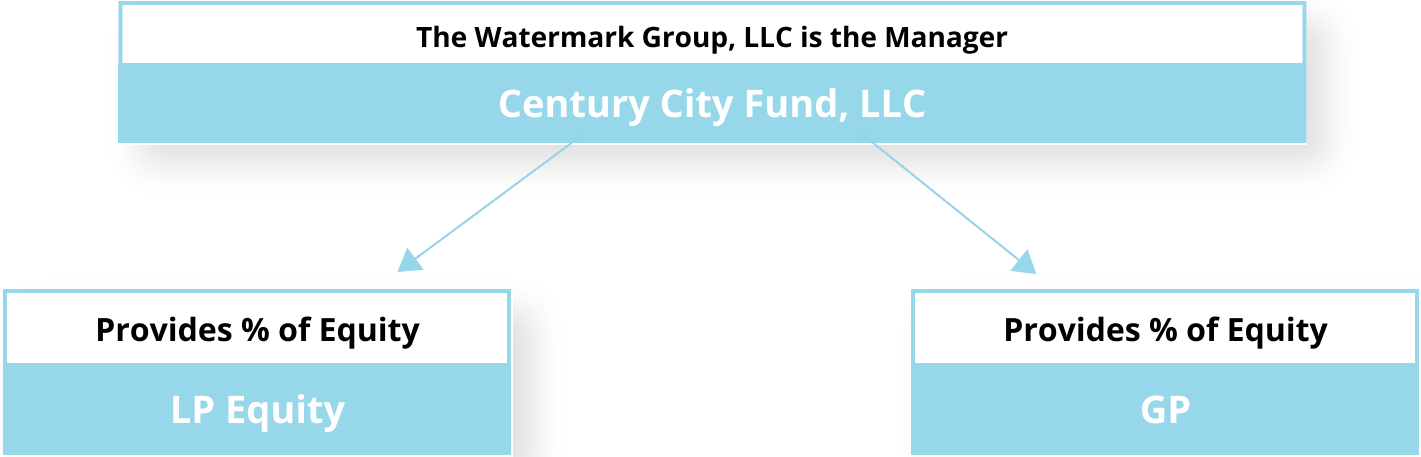 The Watermark Group, LLC is the Manager
Century City Fund, LLC
Provides % of Equity
LP Equity
Provides % of Equity
GP